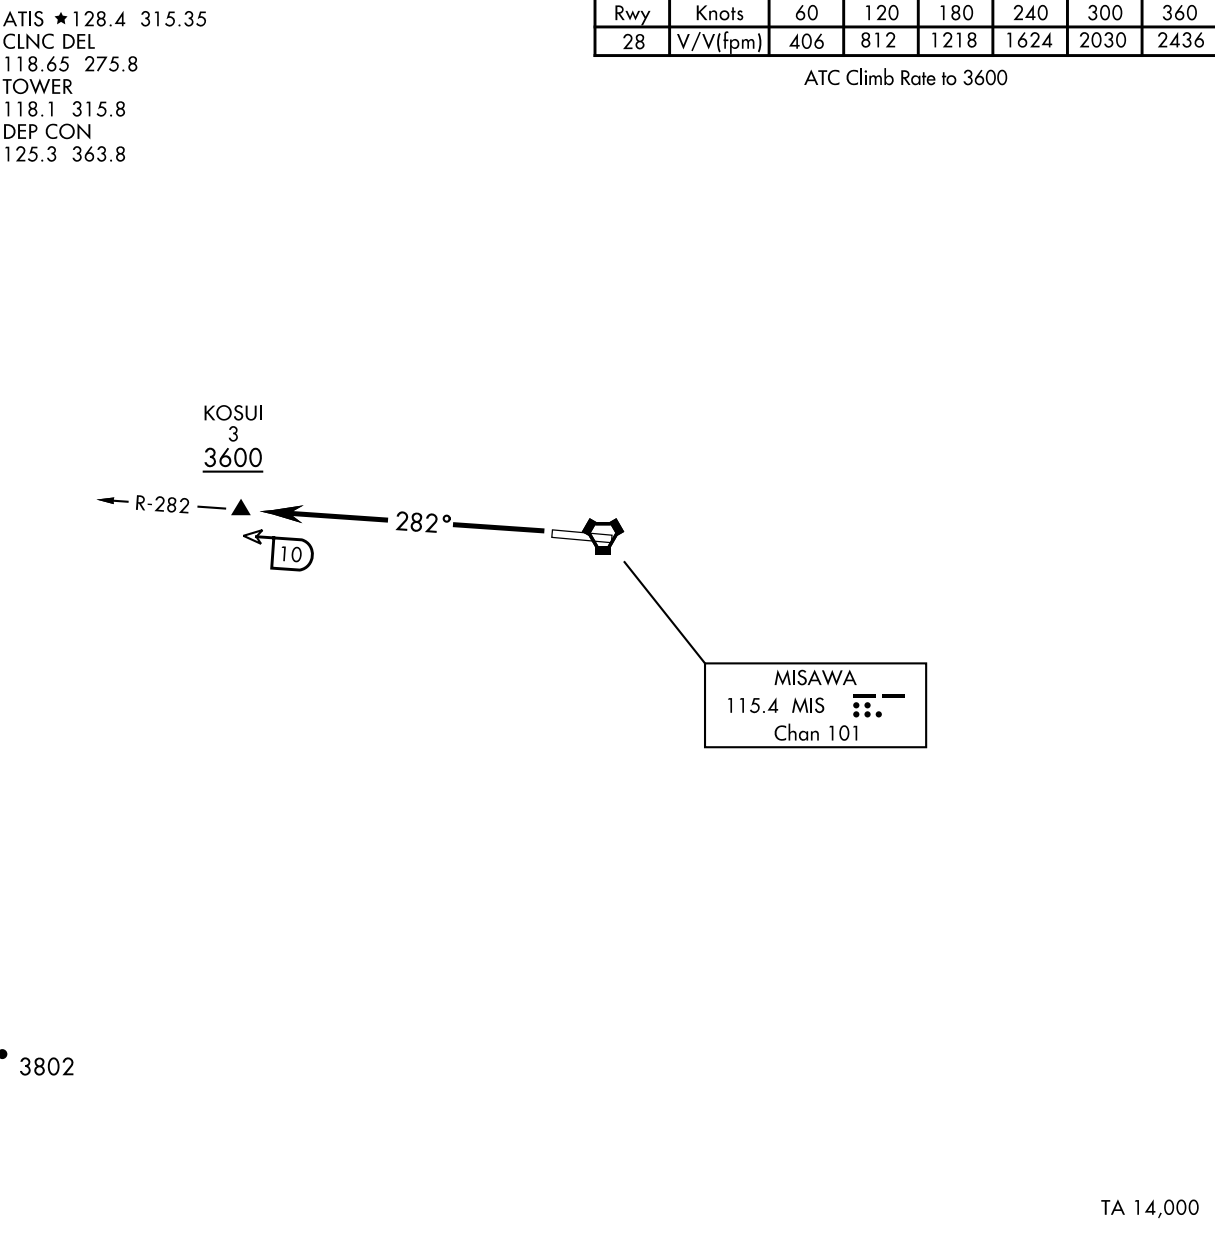 ATIS ★128.4 315.35
CLNC DEL
118.65 275.8
TOWER
118.1 315.8
DEP CON
125.3 363.8
Rwy Knots 60 120 180 240 300 360
28 V/V(fpm) 406 812 1218 1624 2030 2436
ATC Climb Rate to 3600
KOSUI
3
3600
R-282
282°
10
MISAWA
115.4 MIS
Chan 101
3802
TA 14,000